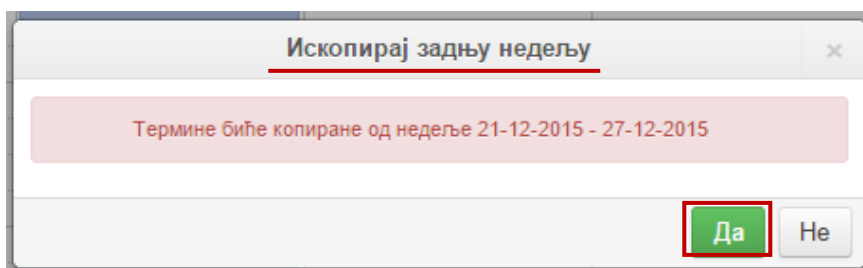 Ископирај задњу недељу ×
Термине биће копиране од недеље 21-12-2015 - 27-12-2015
Да Не